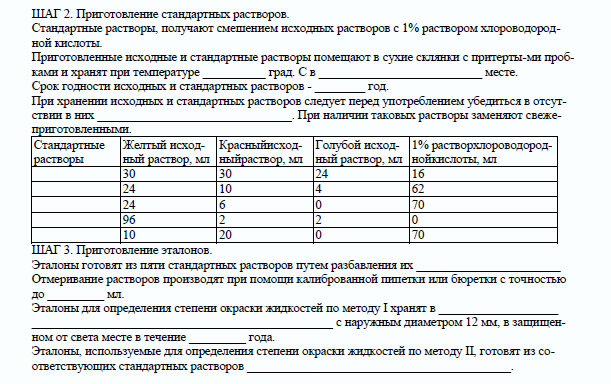 ШАГ 2. Приготовление стандартных растворов.
Стандартные растворы, получают смешением исходных растворов с 1% раствором хлороводород-
ной кислоты.
Приготовленные исходные и стандартные растворы помещают в сухие склянки с притерты-ми проб-
ками и хранят при температуре __________ град. С в __________________________ месте.
Срок годности исходных и стандартных растворов - ________ год.
При хранении исходных и стандартных растворов следует перед употреблением убедиться в отсут-
ствии в них _______________________________. При наличии таковых растворы заменяют свеже-
приготовленными.
Стандартные растворы | Желтый исход-ный раствор, мл | Красныйисход-ныйраствор, мл | Голубой исход-ный раствор, мл | 1% растворхлороводород-нойкислоты, мл
30 | 30 | 24 | 16
24 | 10 | 4 | 62
24 | 6 | 0 | 70
96 | 2 | 2 | 0
10 | 20 | 0 | 70
ШАГ 3. Приготовление эталонов.
Эталоны готовят из пяти стандартных растворов путем разбавления их _______________________
Отмеривание растворов производят при помощи калиброванной пипетки или бюретки с точностью
до _________ мл.
Эталоны для определения степени окраски жидкостей по методу I хранят в ___________________
________________________________________________ с наружным диаметром 12 мм, в защищен-
ном от света месте в течение _________ года.
Эталоны, используемые для определения степени окраски жидкостей по методу II, готовят из со-
ответствующих стандартных растворов __________________________________________.